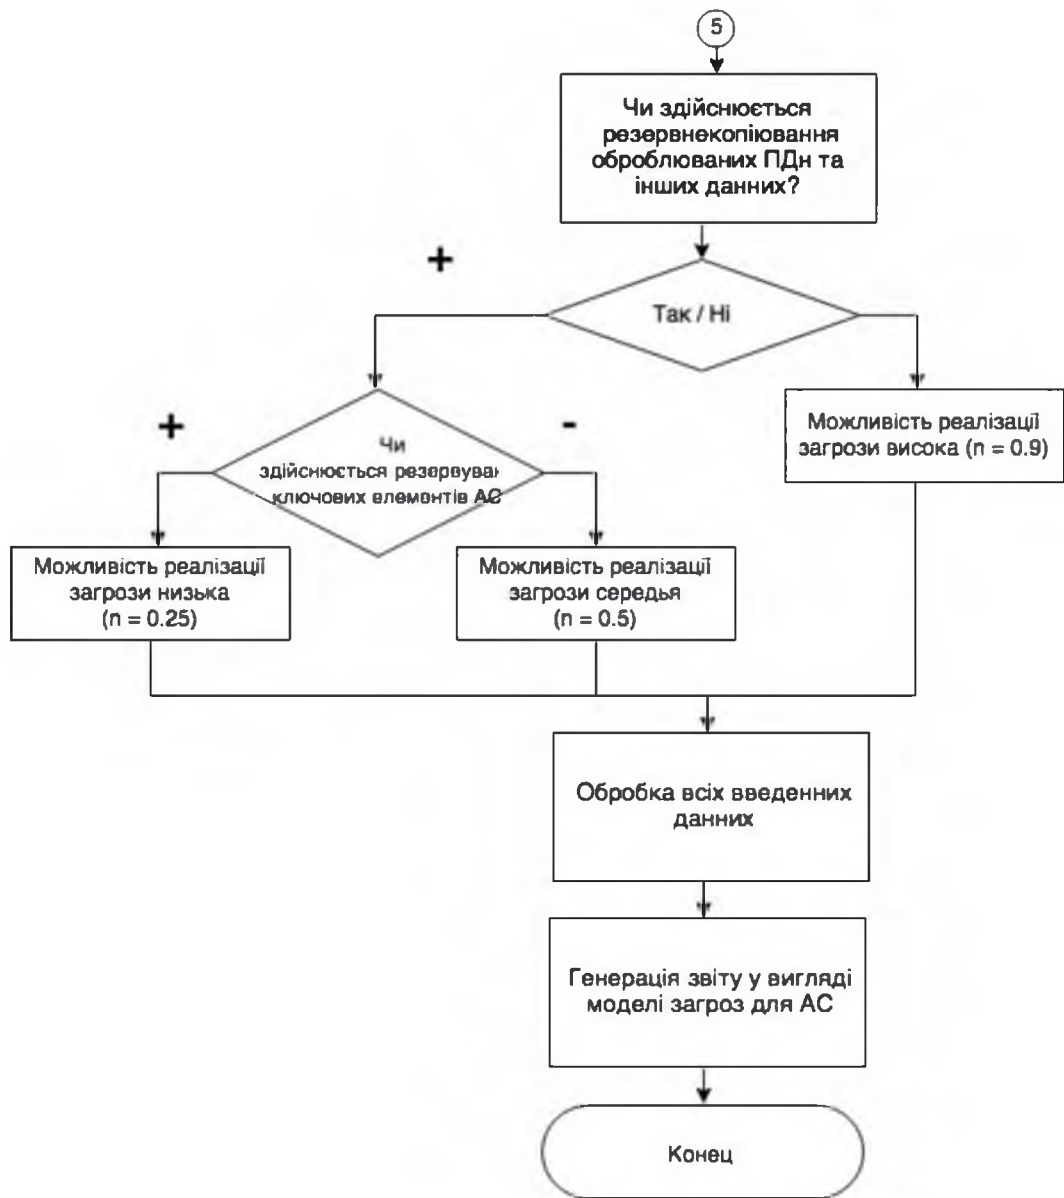 5
Чи здійснюється
резервнекопіювання
оброблюваних ПДн та
інших данних?
+
Так / Ні
Можливість реалізації
загрози висока (n = 0.9)
+
-
Чи
здійснюється резервуван
ключових елементів АС
Можливість реалізації
загрози низька
(n = 0.25)
Можливість реалізації
загрози середья
(n = 0.5)
Обробка всіх введенних
данних
Генерація звіту у вигляді
моделі загроз для АС
Конец